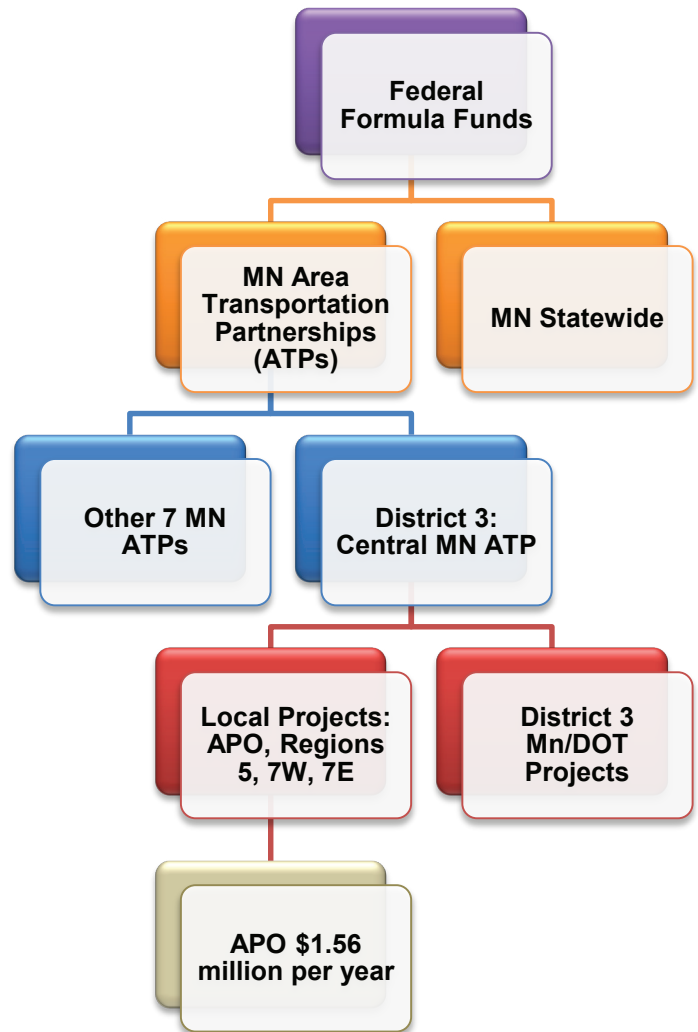 Federal
Formula Funds
MN Area
Transportation
Partnerships
(ATPs)
MN Statewide
Other 7 MN
ATPs
District 3:
Central MN ATP
Local Projects:
APO, Regions
5, 7W, 7E
District 3
Mn/DOT
Projects
APO $1.56
million per year